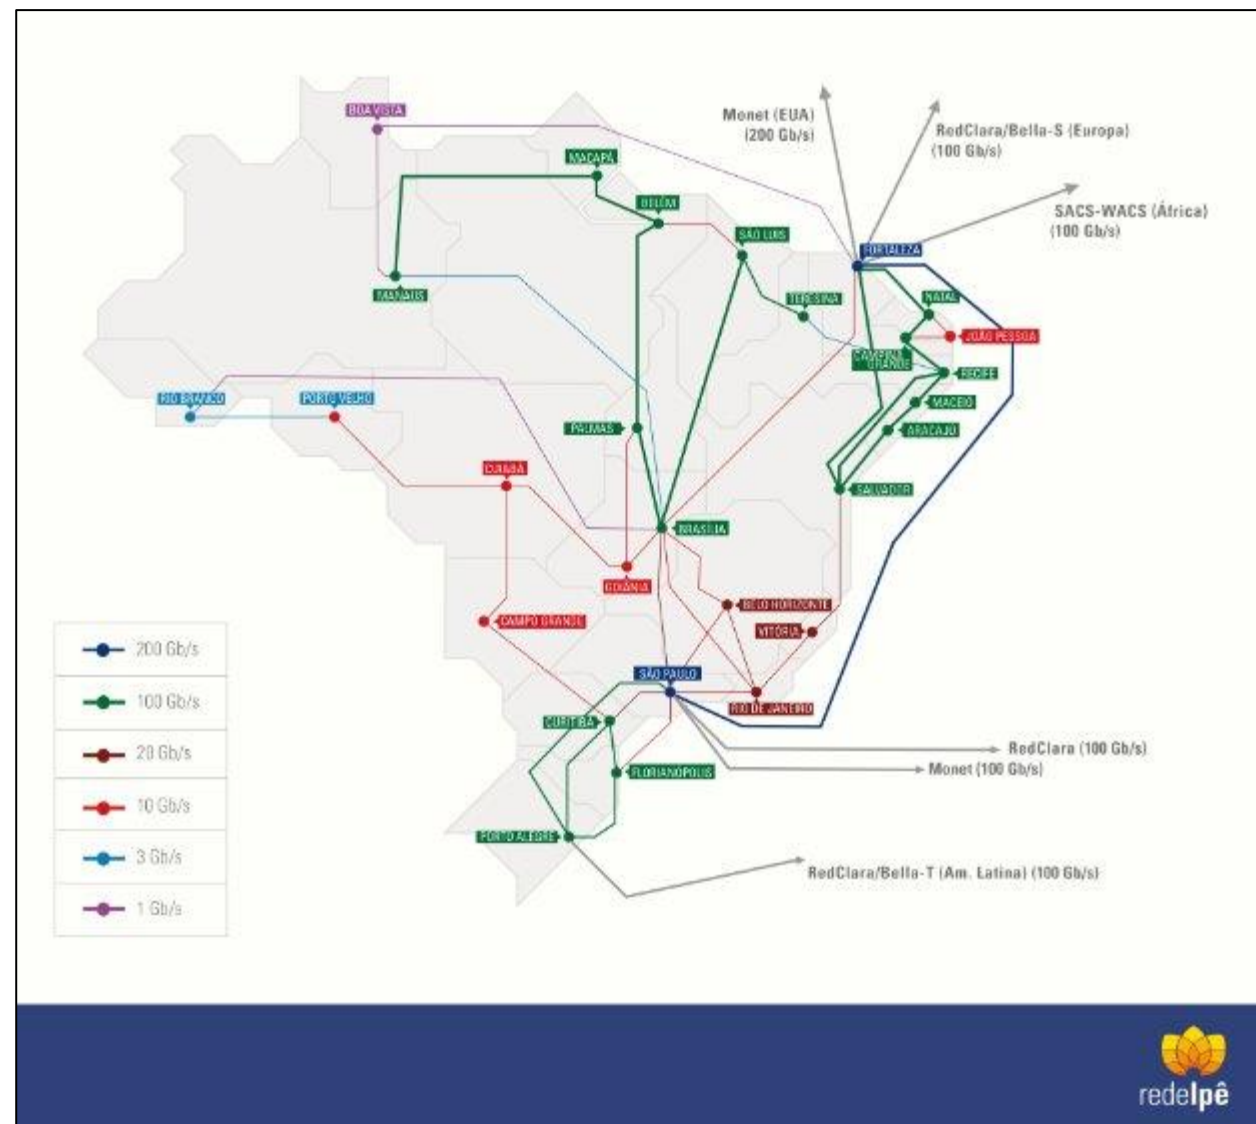 BOA VISTA
Monet (EUA)
(200 Gb/s)
RedClara/Bella-S (Europa)
(100 Gb/s)
MACAPÁ
BELÉM
SACS-WACS (África)
(100 Gb/s)
SÃO LUIS
FORTALEZA
MANAUS
TERESINA
NATAL
JOÃO PESSOA
CAMPINA
GRANDE
RECIFE
RIO BRANCO
PORTO VELHO
MACEIÓ
PALMAS
ARACAJÚ
CUIABÁ
SALVADOR
BRASÍLIA
GOIÂNIA
BELO HORIZONTE
CAMPO GRANDE
VITÓRIA
SÃO PAULO
RIO DE JANEIRO
CURITIBA
RedClara (100 Gb/s)
Monet (100 Gb/s)
FLORIANÓPOLIS
PORTO ALEGRE
RedClara/Bella-T (Am. Latina) (100 Gb/s)
200 Gb/s
100 Gb/s
20 Gb/s
10 Gb/s
3 Gb/s
1 Gb/s
redeIpê